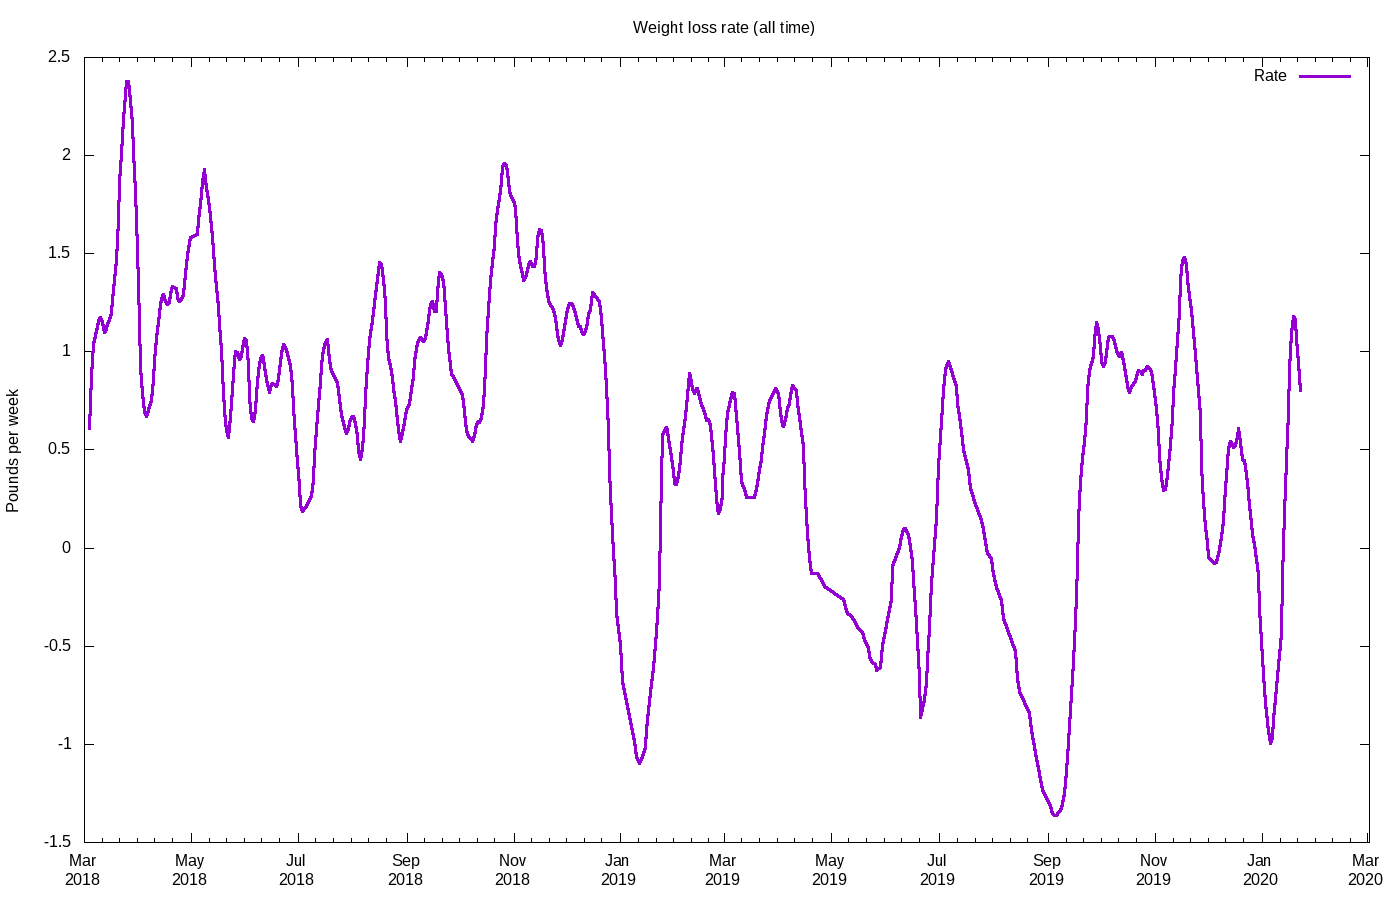 Weight loss rate (all time)
Rate
Pounds per week
2.5
2
1.5
1
0.5
0
-0.5
-1
-1.5
Mar May Jul Sep Nov Jan Mar May Jul Sep Nov Jan Mar
2018 2018 2018 2018 2018 2019 2019 2019 2019 2019 2019 2020 2020